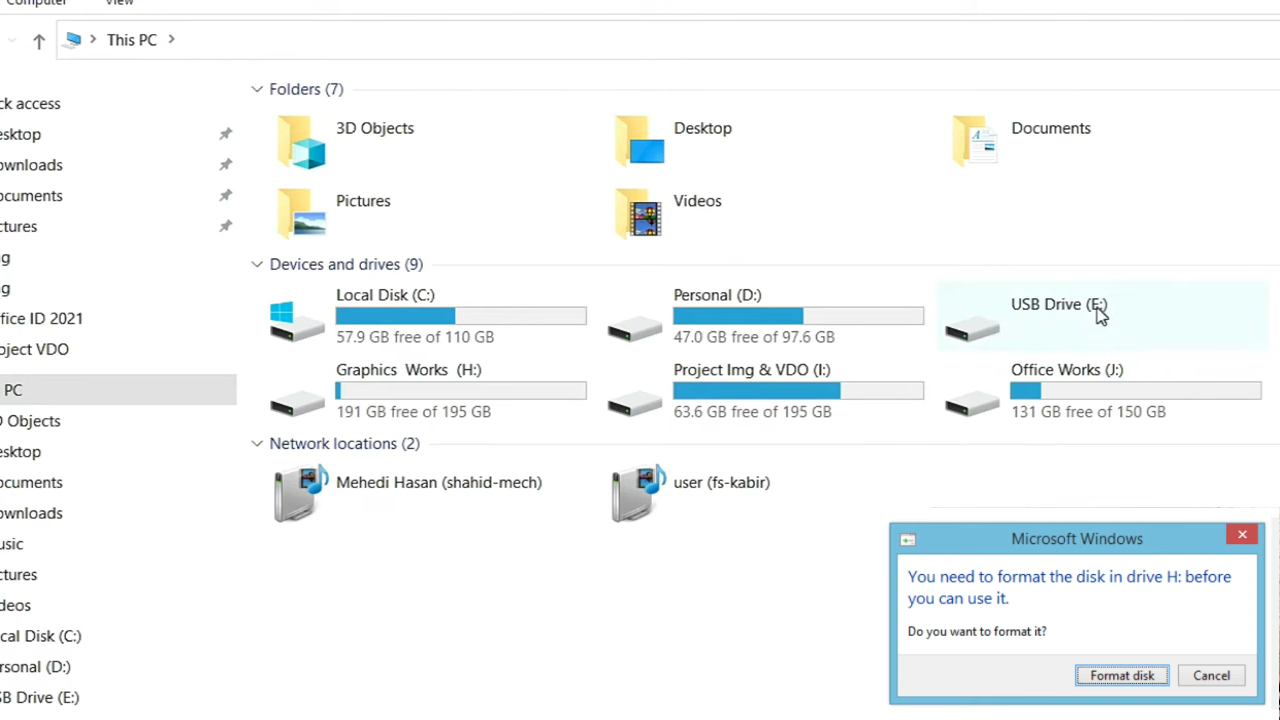 Computer View
This PC
ck access
esktop
ownloads
ocuments
ctures
g
g
ffice ID 2021
oject VDO
PC
D Objects
esktop
ocuments
ownloads
usic
ctures
deos
cal Disk (C:)
ersonal (D:)
SB Drive (E:)
Folders (7)
3D Objects
Desktop
Documents
Pictures
Videos
Devices and drives (9)
Local Disk (C:)
57.9 GB free of 110 GB
Personal (D:)
47.0 GB free of 97.6 GB
USB Drive (E:)
Graphics Works (H:)
191 GB free of 195 GB
Project Img & VDO (I:)
63.6 GB free of 195 GB
Office Works (J:)
131 GB free of 150 GB
Network locations (2)
Mehedi Hasan (shahid-mech)
user (fs-kabir)
Microsoft Windows
You need to format the disk in drive H: before
you can use it.
Do you want to format it?
Format disk
Cancel